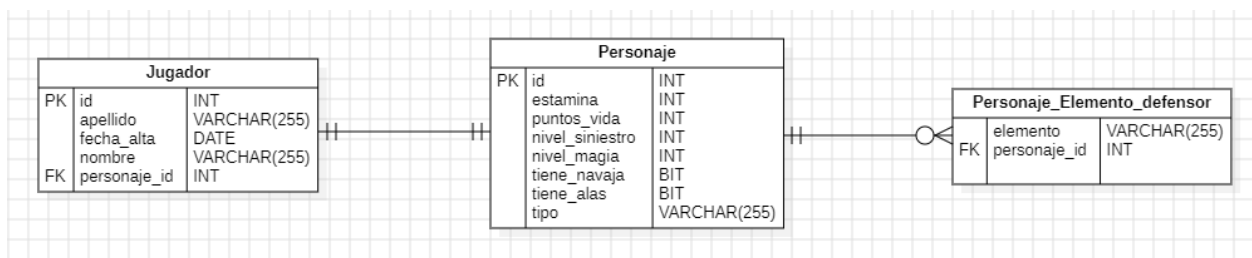 Jugador
PK id INT
apellido VARCHAR(255)
fecha_alta DATE
nombre VARCHAR(255)
FK personaje_id INT
Personaje
PK id INT
estamina INT
puntos_vida INT
nivel_siniestro INT
nivel_magia INT
tiene_navaja BIT
tiene_alas BIT
tipo VARCHAR(255)
Personaje_Elemento_defensor
elemento VARCHAR(255)
FK personaje_id INT